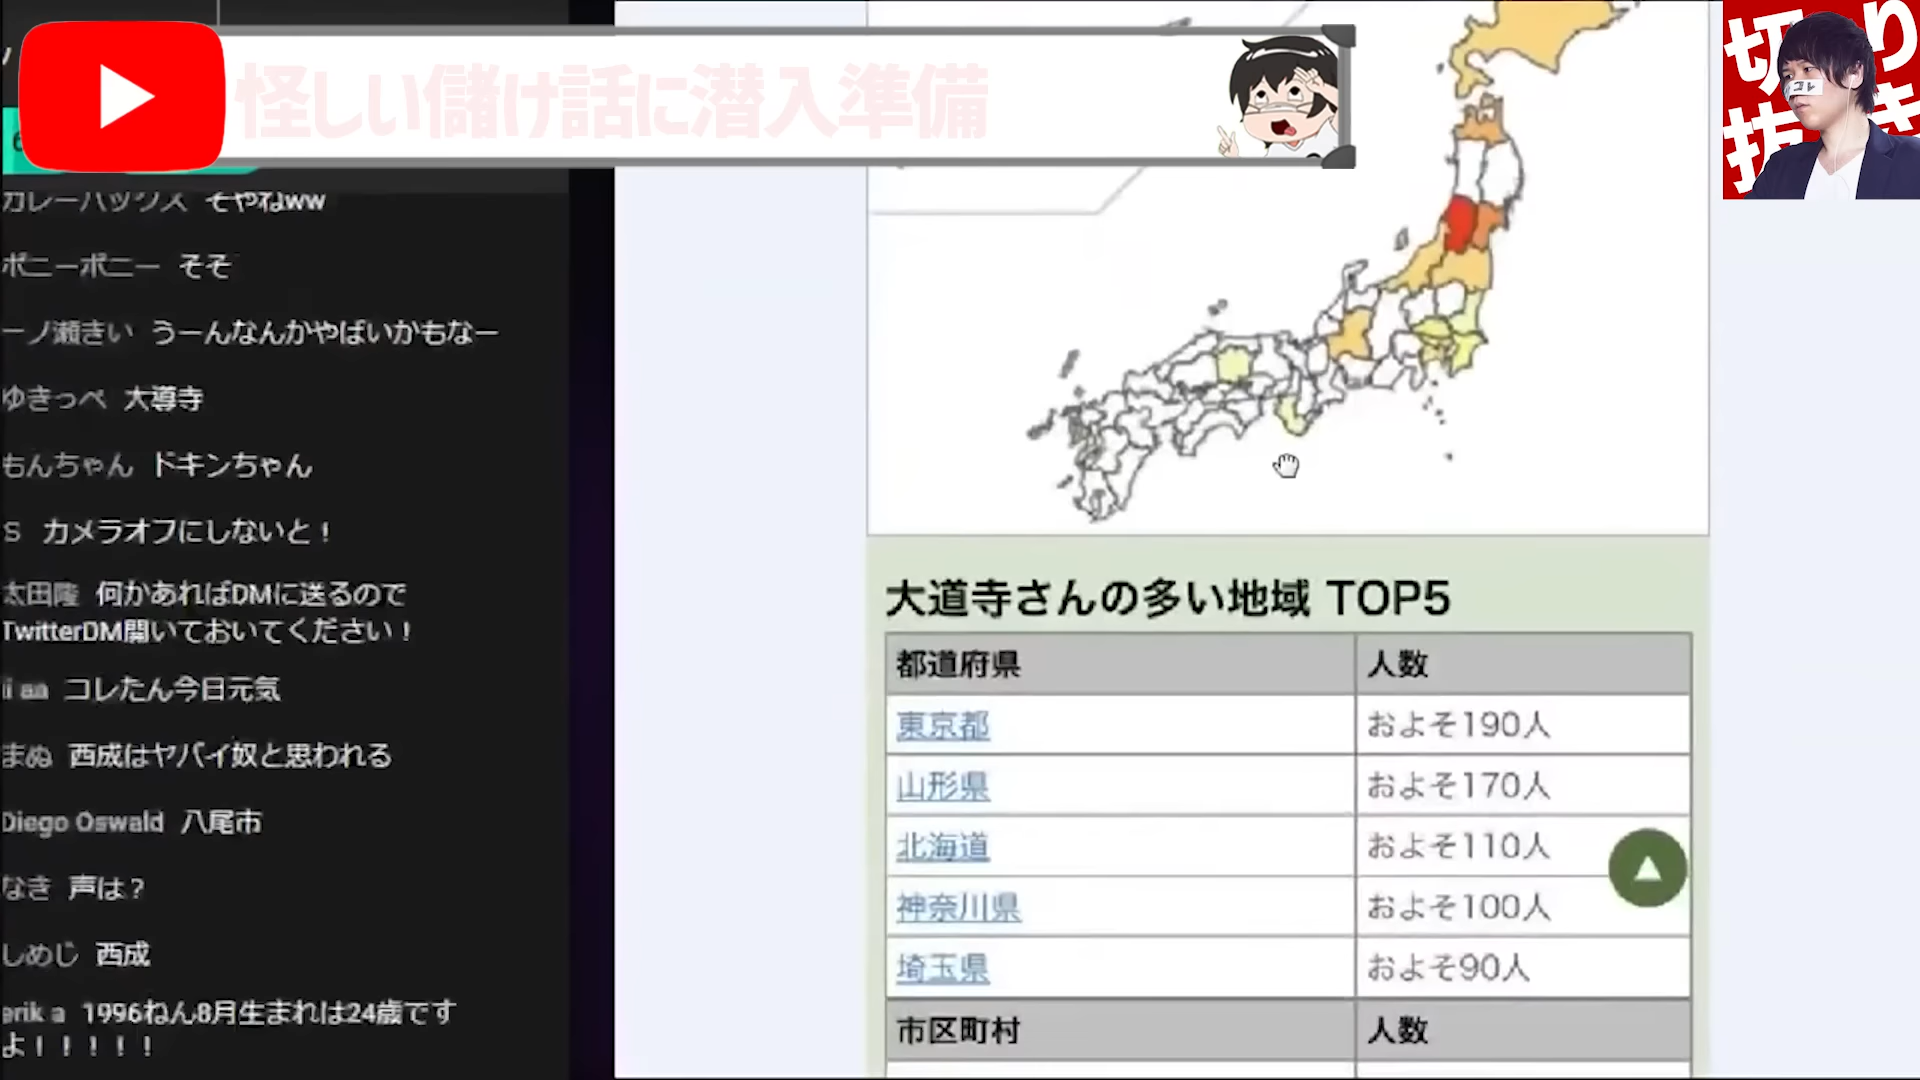 怪しい儲け話に潜入準備
切り
抜き
コレ
カレーハックス そやねww
ポニーポニー そそ
一ノ瀬きい うーんなんかやばいかもなー
ゆきっぺ 大導寺
もんちゃん ドキンちゃん
S カメラオフにしないと！
太田隆 何かあればDMに送るので
TwitterDM開いておいてください！
ii aa コレたん今日元気
まぬ 西成はヤバイ奴と思われる
Diego Oswald 八尾市
なき 声は？
しめじ 西成
erik a 1996ねん8月生まれは24歳です
よ！！！！！
大道寺さんの多い地域 TOP5
都道府県 人数
東京都 およそ190人
山形県 およそ170人
北海道 およそ110人
神奈川県 およそ100人
埼玉県 およそ90人
市区町村 人数